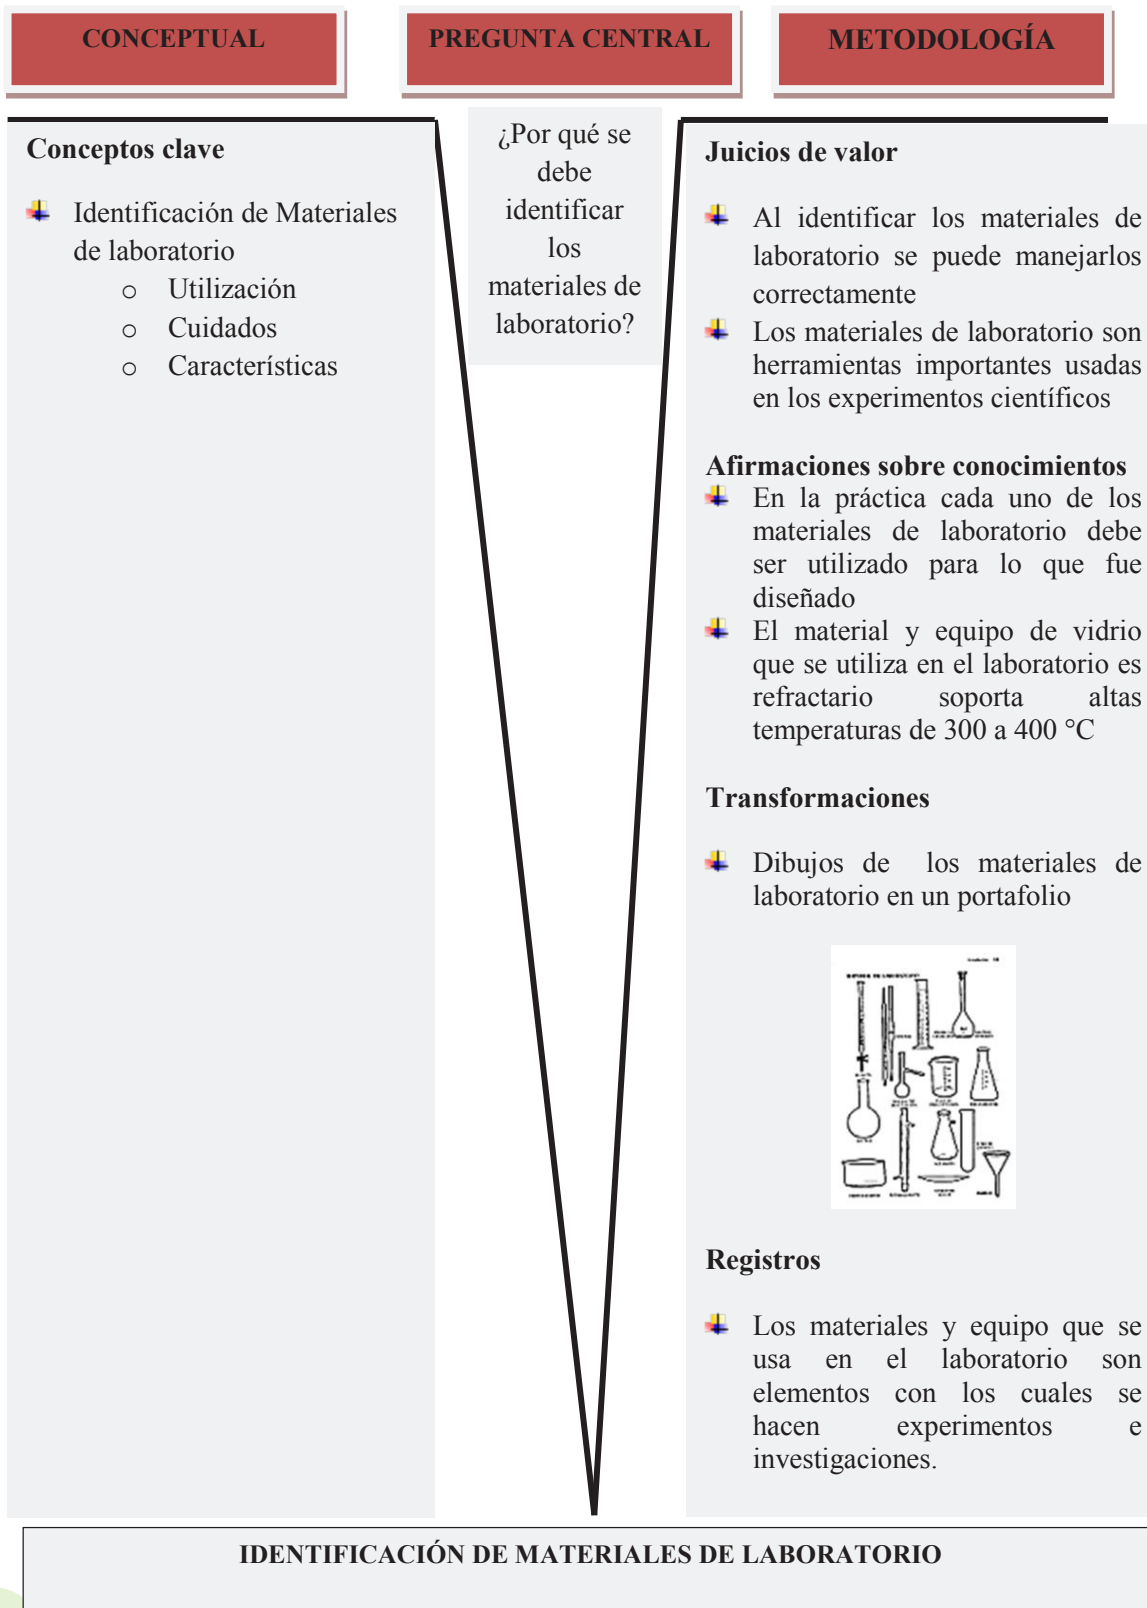 CONCEPTUAL
PREGUNTA CENTRAL
METODOLOGÍA
Conceptos clave
Identificación de Materiales
de laboratorio
o Utilización
o Cuidados
o Características
¿Por qué se
debe
identificar
los
materiales de
laboratorio?
Juicios de valor
Al identificar los materiales de
laboratorio se puede manejarlos
correctamente
Los materiales de laboratorio son
herramientas importantes usadas
en los experimentos científicos
Afirmaciones sobre conocimientos
En la práctica cada uno de los
materiales de laboratorio debe
ser utilizado para lo que fue
diseñado
El material y equipo de vidrio
que se utiliza en el laboratorio es
refractario soporta altas
temperaturas de 300 a 400 °C
Transformaciones
Dibujos de los materiales de
laboratorio en un portafolio
Registros
Los materiales y equipo que se
usa en el laboratorio son
elementos con los cuales se
hacen experimentos e
investigaciones.
IDENTIFICACIÓN DE MATERIALES DE LABORATORIO